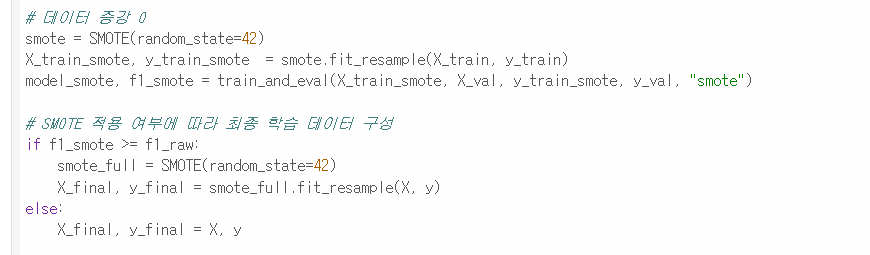 # 데이터 증강 O
smote = SMOTE(random_state=42)
X_train_smote, y_train_smote  = smote.fit_resample(X_train, y_train)
model_smote, f1_smote = train_and_eval(X_train_smote, X_val, y_train_smote, y_val, "smote")
# SMOTE 적용 여부에 따라 최종 학습 데이터 구성
if f1_smote >= f1_raw:
    smote_full = SMOTE(random_state=42)
    X_final, y_final = smote_full.fit_resample(X, y)
else:
    X_final, y_final = X, y